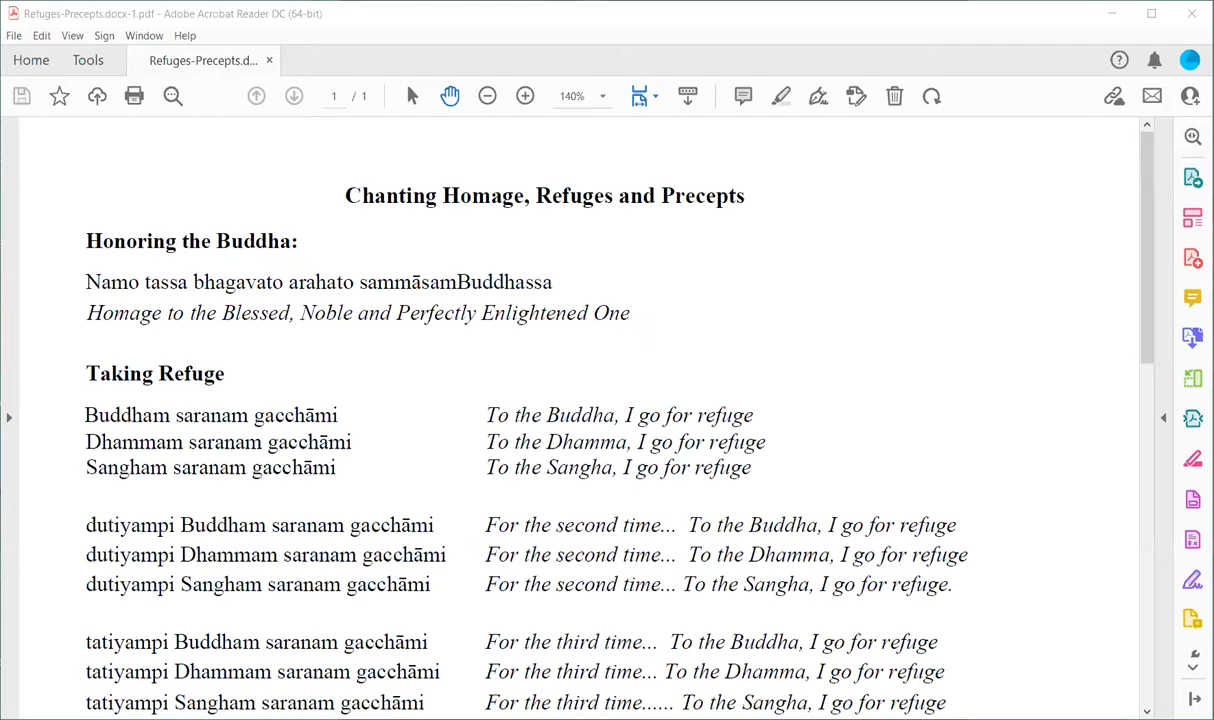 Refuges-Precepts.docx-1.pdf - Adobe Acrobat Reader DC (64-bit)
File Edit View Sign Window Help
Home Tools Refuges-Precepts.d... ×
1 / 1 140%
Chanting Homage, Refuges and Precepts
Honoring the Buddha:
Namo tassa bhagavato arahato sammāsamBuddhassa
Homage to the Blessed, Noble and Perfectly Enlightened One
Taking Refuge
Buddham saranam gacchāmi To the Buddha, I go for refuge
Dhammam saranam gacchāmi To the Dhamma, I go for refuge
Sangham saranam gacchāmi To the Sangha, I go for refuge
dutiyampi Buddham saranam gacchāmi For the second time... To the Buddha, I go for refuge
dutiyampi Dhammam saranam gacchāmi For the second time... To the Dhamma, I go for refuge
dutiyampi Sangham saranam gacchāmi For the second time... To the Sangha, I go for refuge.
tatiyampi Buddham saranam gacchāmi For the third time... To the Buddha, I go for refuge
tatiyampi Dhammam saranam gacchāmi For the third time... To the Dhamma, I go for refuge
tatiyampi Sangham saranam gacchāmi For the third time...... To the Sangha, I go for refuge